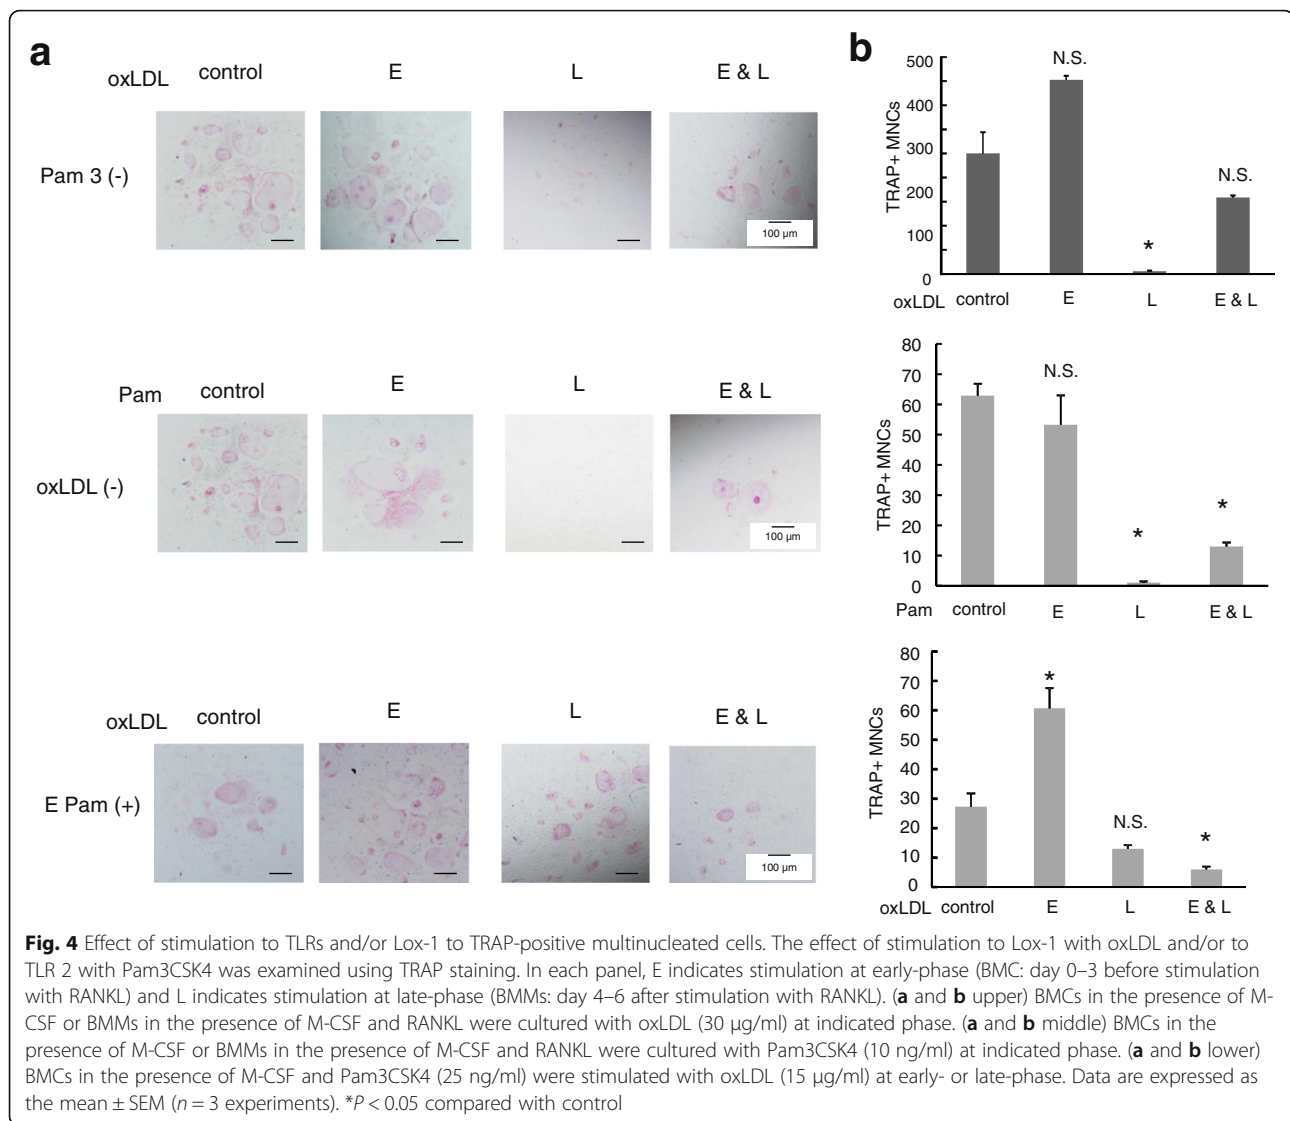 a
oxLDL control E L E & L
Pam 3 (-)
100 µm
Pam control E L E & L
oxLDL (-)
100 µm
oxLDL control E L E & L
E Pam (+)
100 µm
b
TRAP+ MNCs
500
400
300
200
100
0
N.S.
*
N.S.
oxLDL control E L E & L
TRAP+ MNCs
80
70
60
50
40
30
20
10
0
N.S.
*
*
Pam control E L E & L
TRAP+ MNCs
80
70
60
50
40
30
20
10
0
*
N.S.
*
oxLDL control E L E & L
Fig. 4 Effect of stimulation to TLRs and/or Lox-1 to TRAP-positive multinucleated cells. The effect of stimulation to Lox-1 with oxLDL and/or to
TLR 2 with Pam3CSK4 was examined using TRAP staining. In each panel, E indicates stimulation at early-phase (BMC: day 0–3 before stimulation
with RANKL) and L indicates stimulation at late-phase (BMMs: day 4–6 after stimulation with RANKL). (a and b upper) BMCs in the presence of M-
CSF or BMMs in the presence of M-CSF and RANKL were cultured with oxLDL (30 µg/ml) at indicated phase. (a and b middle) BMCs in the
presence of M-CSF or BMMs in the presence of M-CSF and RANKL were cultured with Pam3CSK4 (10 ng/ml) at indicated phase. (a and b lower)
BMCs in the presence of M-CSF and Pam3CSK4 (25 ng/ml) were stimulated with oxLDL (15 µg/ml) at early- or late-phase. Data are expressed as
the mean ± SEM (n = 3 experiments). *P < 0.05 compared with control